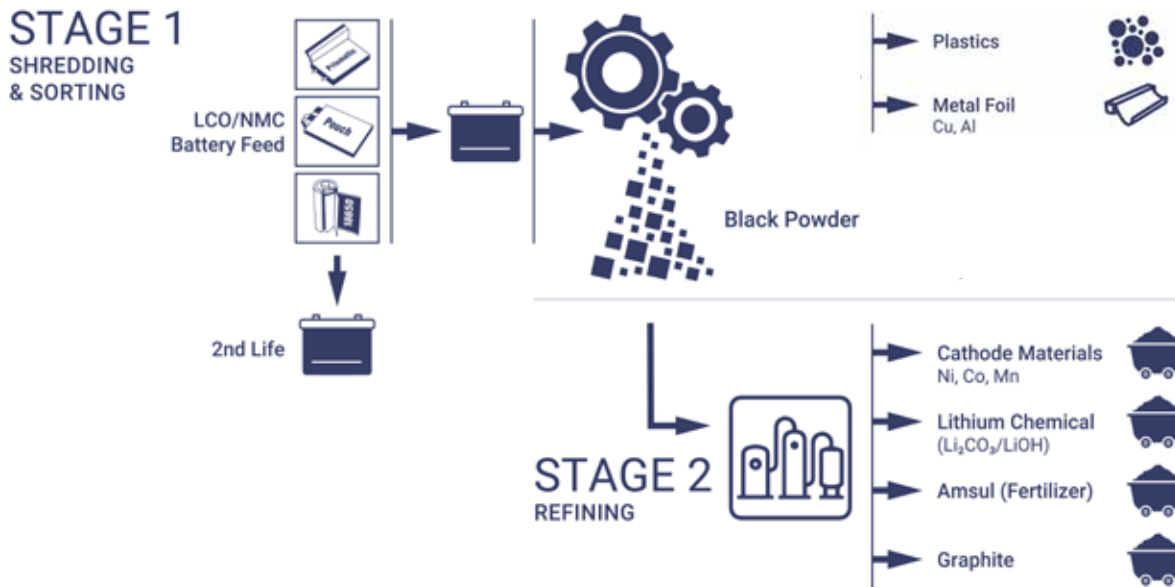 STAGE 1
SHREDDING
& SORTING
LCO/NMC
Battery Feed
Prismatic
Pouch
18650
2nd Life
Black Powder
Plastics
Metal Foil
Cu, Al
STAGE 2
REFINING
Cathode Materials
Ni, Co, Mn
Lithium Chemical
(Li₂CO₃/LiOH)
Amsul (Fertilizer)
Graphite